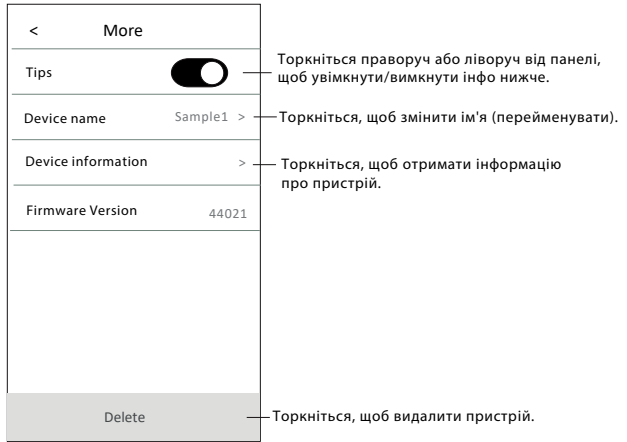 < More
Tips
Торкніться праворуч або ліворуч від панелі,
щоб увімкнути/вимкнути інфо нижче.
Device name Sample1 >
Торкніться, щоб змінити ім'я (перейменувати).
Device information >
Торкніться, щоб отримати інформацію
про пристрій.
Firmware Version 44021
Delete
Торкніться, щоб видалити пристрій.